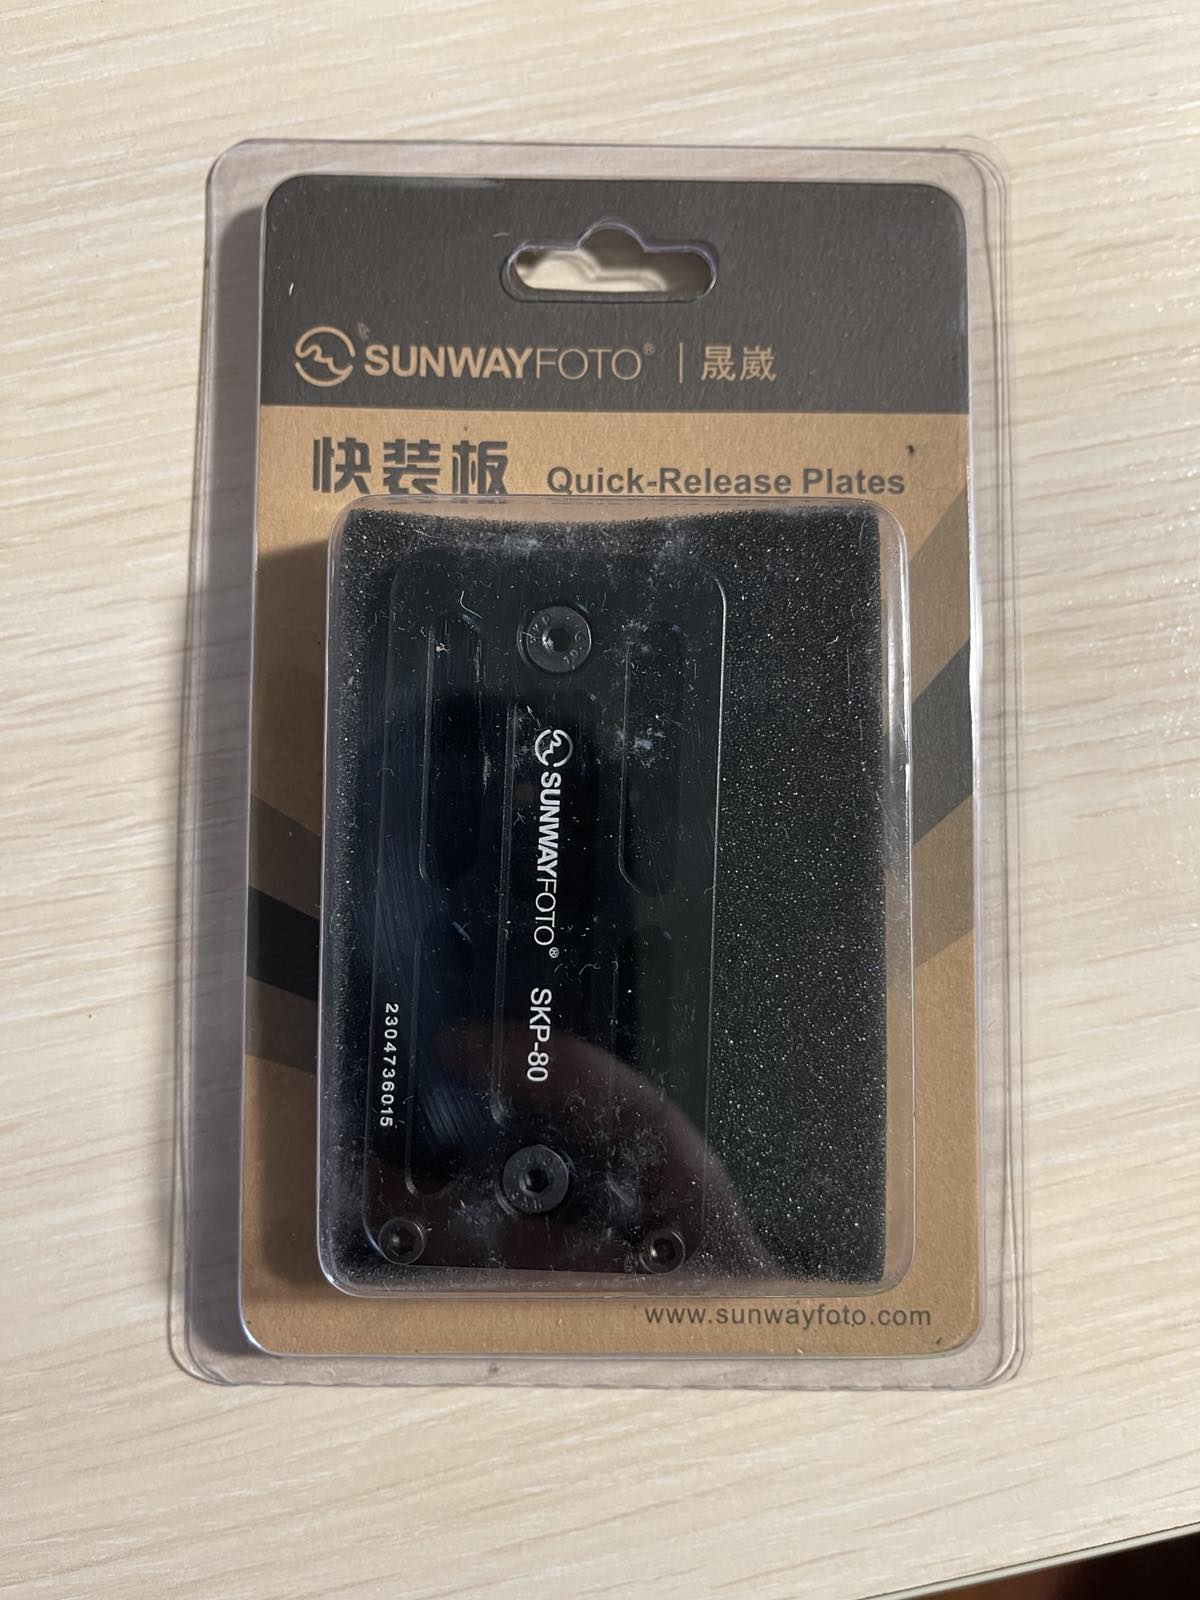 SUNWAYFOTO® | 晟崴
快装板 Quick-Release Plates
SUNWAYFOTO® SKP-80
2304736015
www.sunwayfoto.com